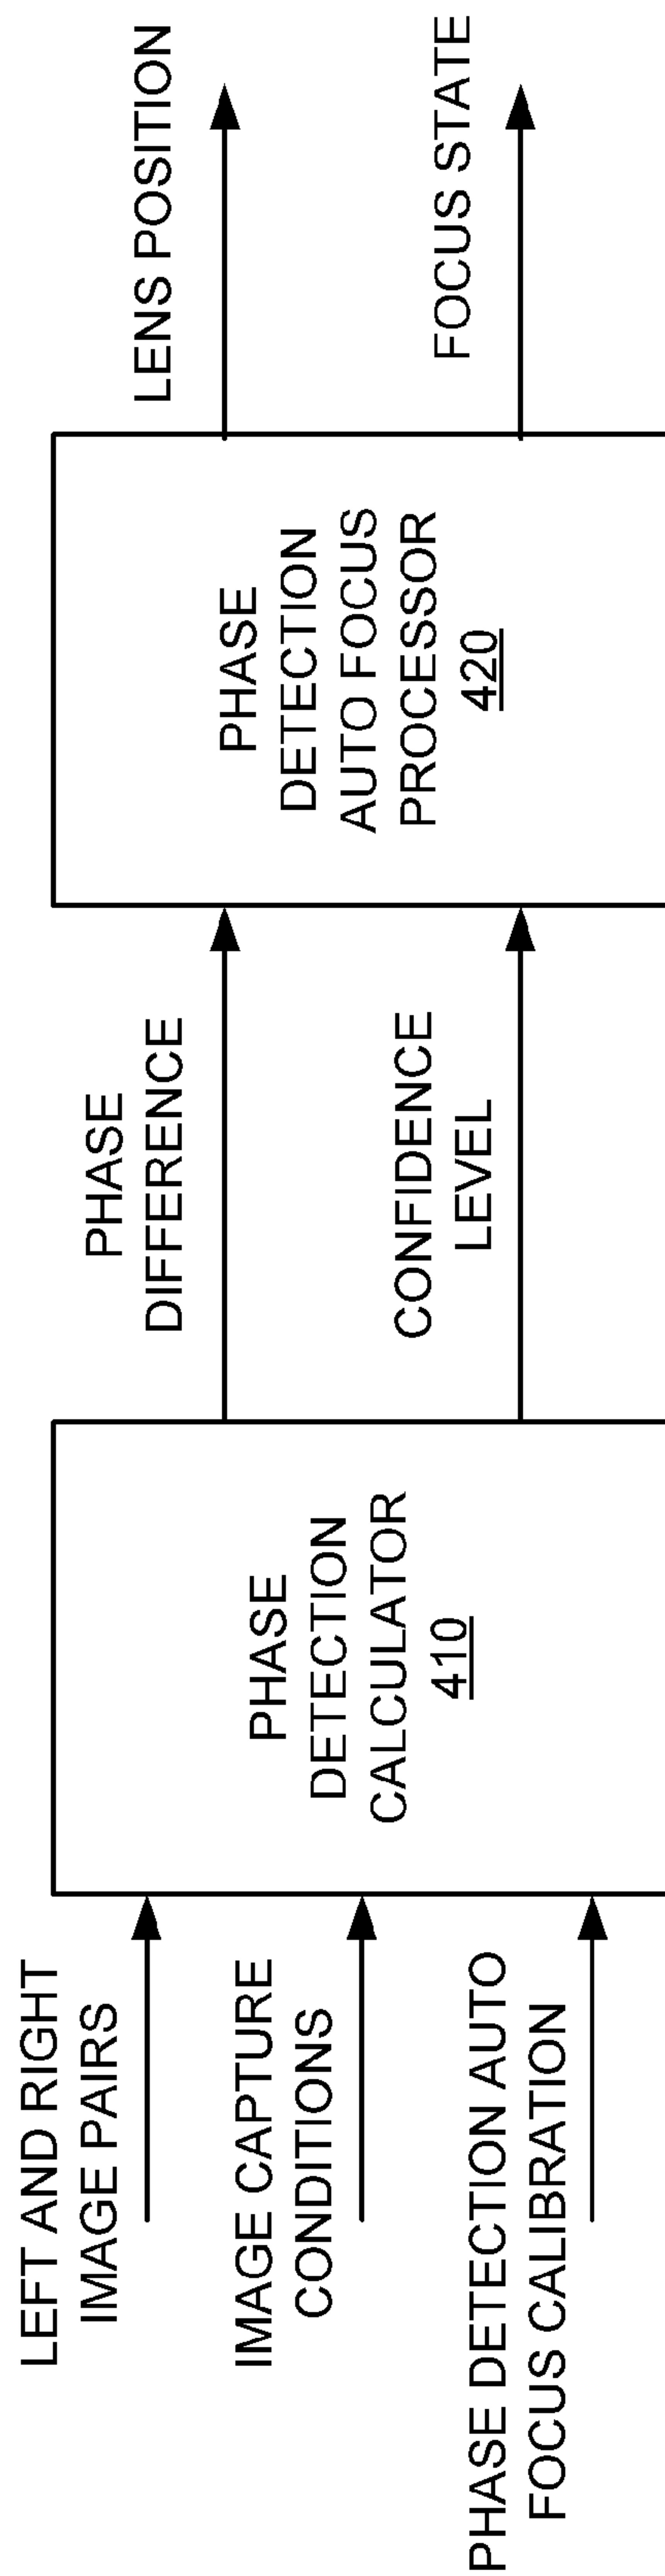 LEFT AND RIGHT
IMAGE PAIRS
IMAGE CAPTURE
CONDITIONS
PHASE DETECTION AUTO
FOCUS CALIBRATION
PHASE
DETECTION
CALCULATOR
410
PHASE
DIFFERENCE
CONFIDENCE
LEVEL
PHASE
DETECTION
AUTO FOCUS
PROCESSOR
420
LENS POSITION
FOCUS STATE